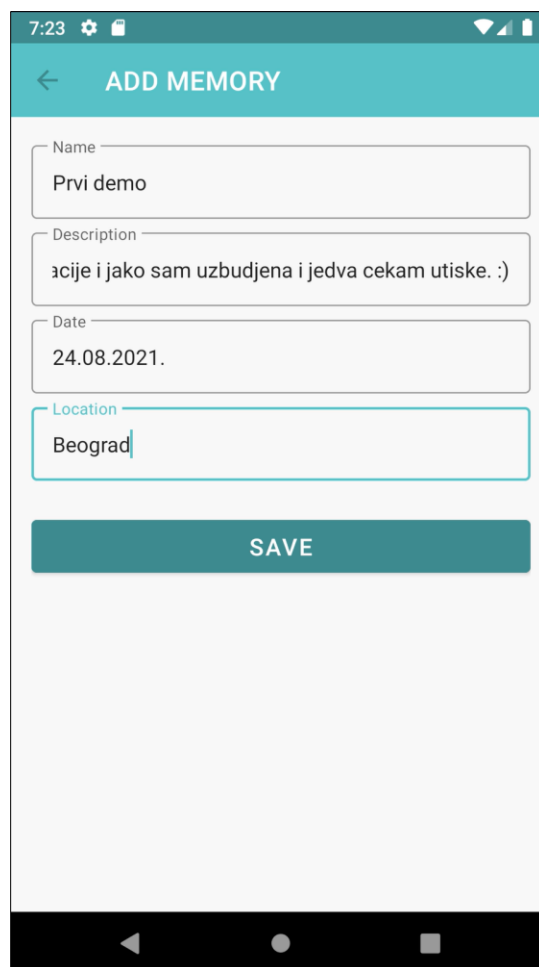 7:23
ADD MEMORY
Name
Prvi demo
Description
acije i jako sam uzbudjena i jedva cekam utiske. :)
Date
24.08.2021.
Location
Beograd
SAVE